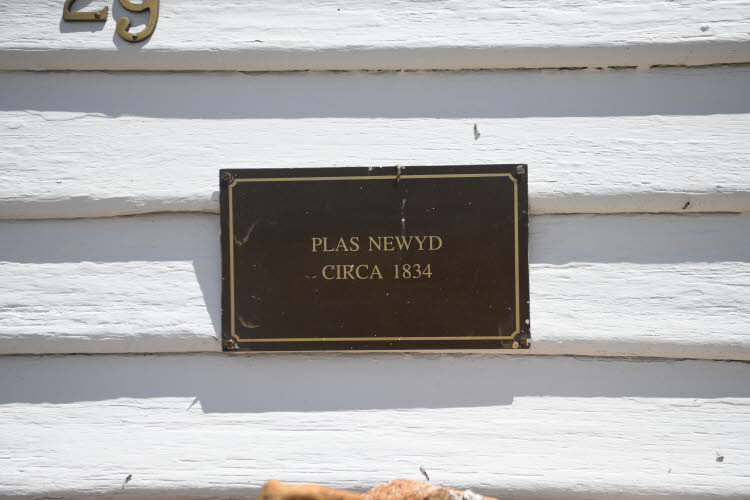 29
PLAS NEWYD
CIRCA 1834